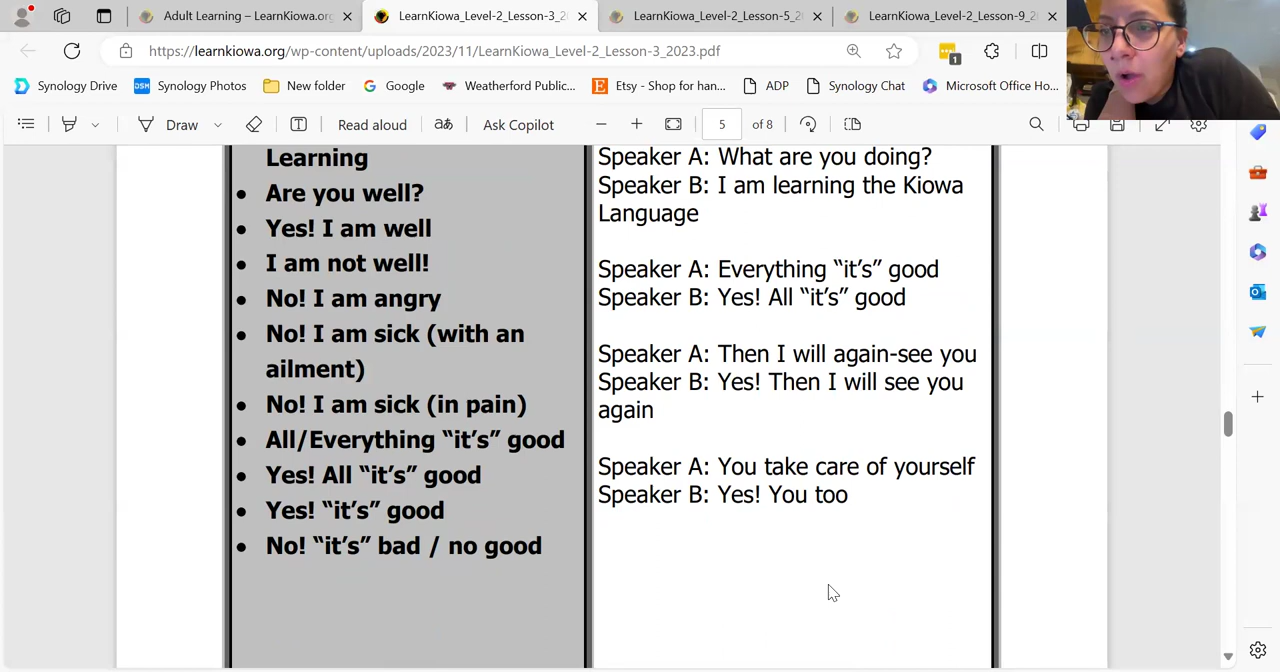 Adult Learning – LearnKiowa.org
LearnKiowa_Level-2_Lesson-3_2
LearnKiowa_Level-2_Lesson-5_2
LearnKiowa_Level-2_Lesson-9_2
https://learnkiowa.org/wp-content/uploads/2023/11/LearnKiowa_Level-2_Lesson-3_2023.pdf
1
Synology Drive
DSM
Synology Photos
New folder
Google
Weatherford Public...
Etsy - Shop for han...
ADP
Synology Chat
Microsoft Office Ho...
Draw
Read aloud
aあ
Ask Copilot
5
of 8
Learning
• Are you well?
• Yes! I am well
• I am not well!
• No! I am angry
• No! I am sick (with an
ailment)
• No! I am sick (in pain)
• All/Everything “it’s” good
• Yes! All “it’s” good
• Yes! “it’s” good
• No! “it’s” bad / no good
Speaker A: What are you doing?
Speaker B: I am learning the Kiowa
Language
Speaker A: Everything “it’s” good
Speaker B: Yes! All “it’s” good
Speaker A: Then I will again-see you
Speaker B: Yes! Then I will see you
again
Speaker A: You take care of yourself
Speaker B: Yes! You too